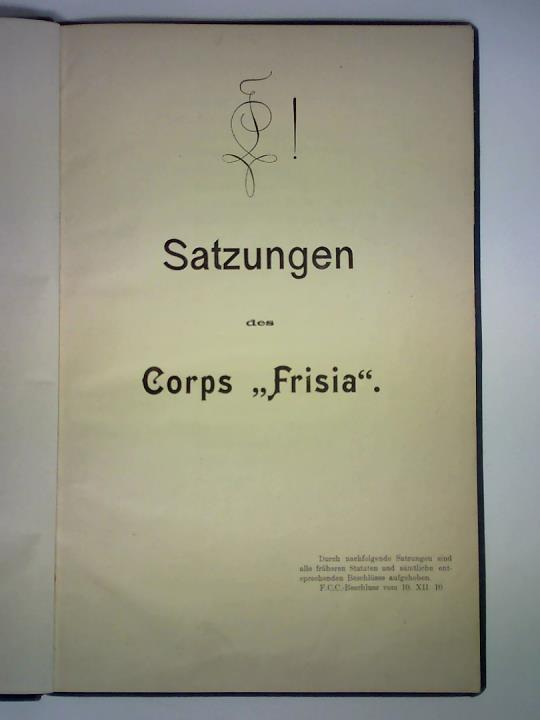 Satzungen
des
Corps „Frisia“.
Durch nachfolgende Satzungen sind
alle früheren Statuten und sämtliche ent-
sprechenden Beschlüsse aufgehoben.
F.C.C.-Beschluss vom 10. XII 10